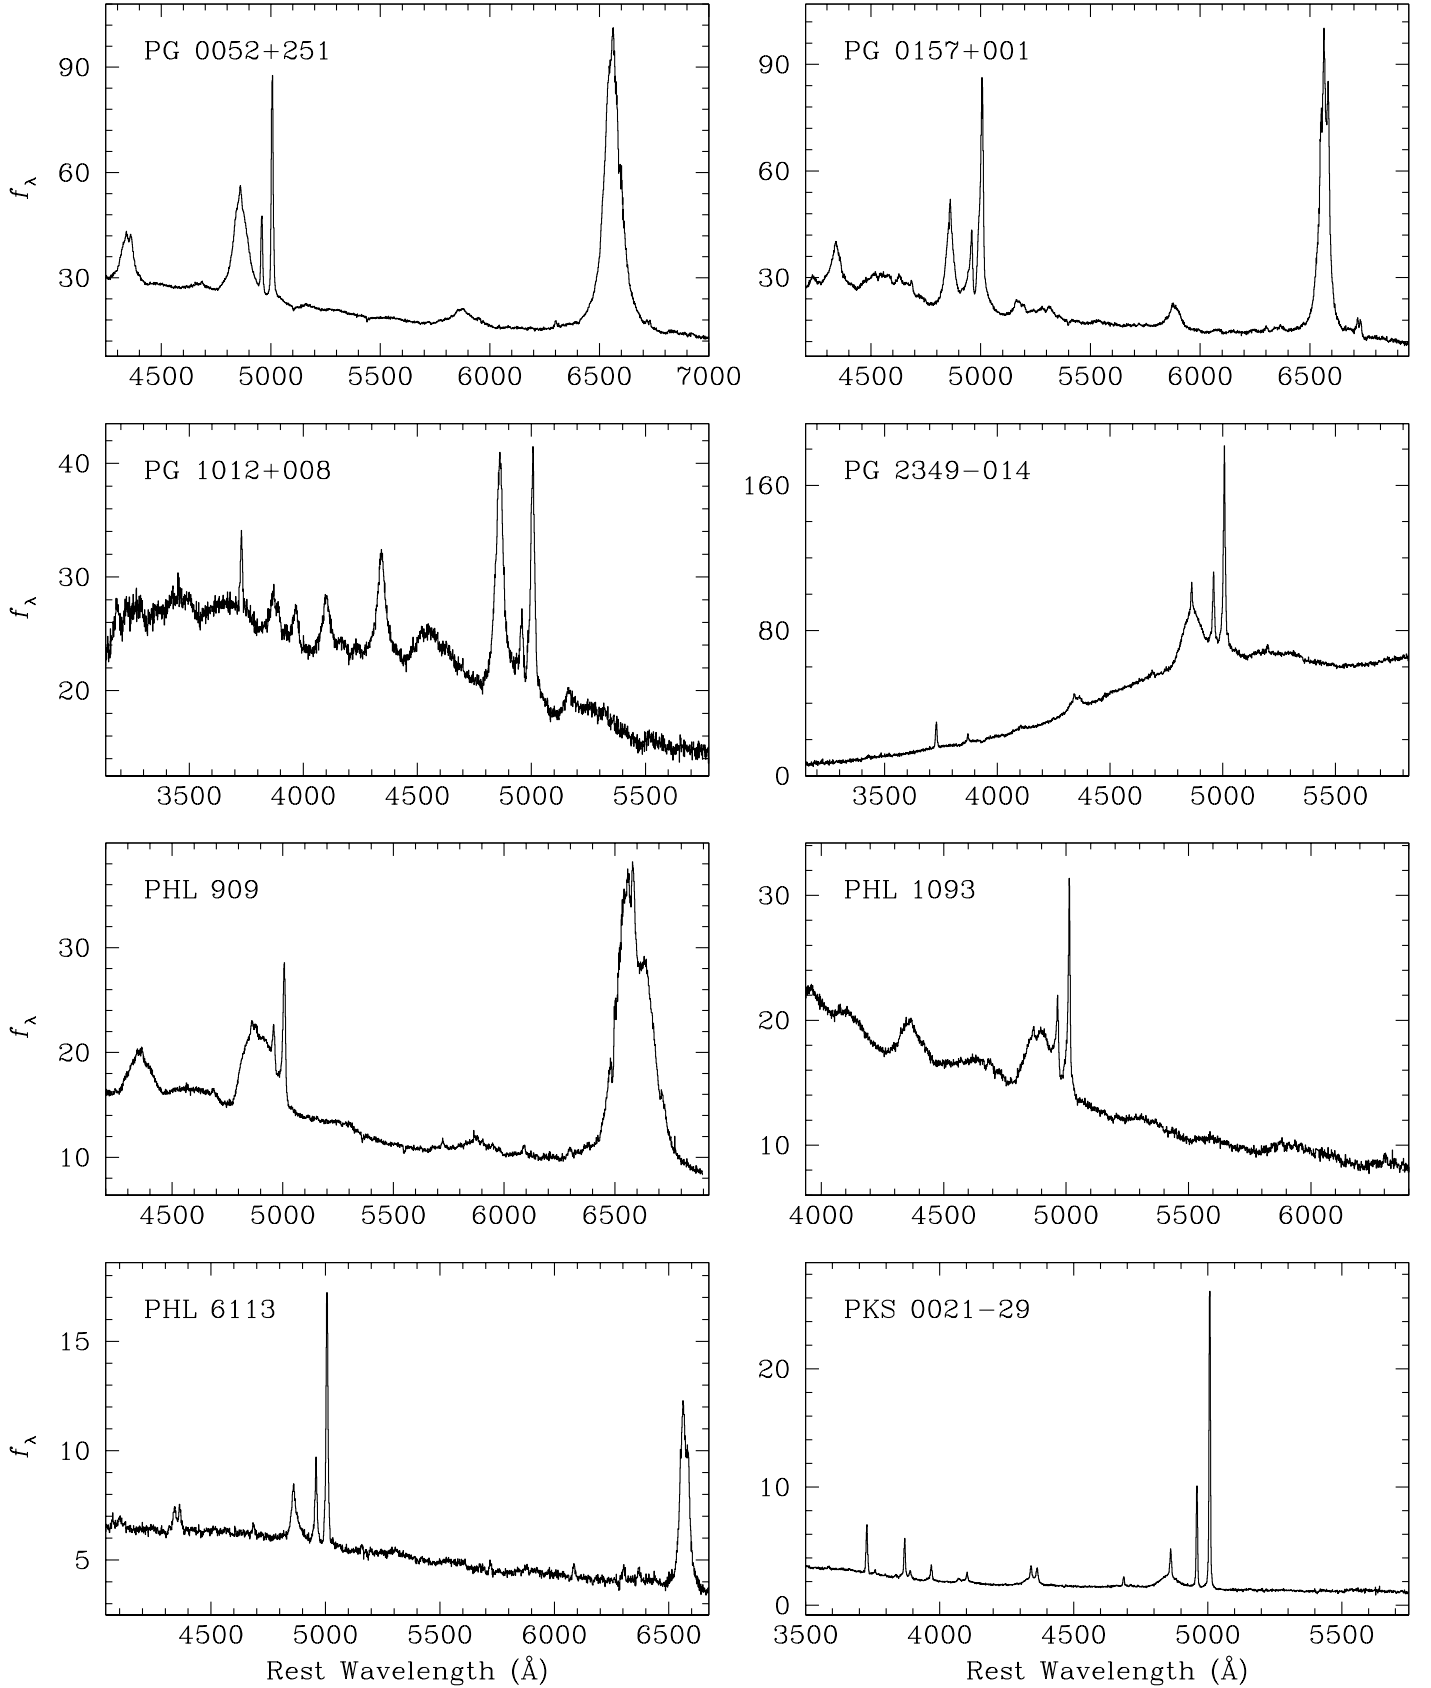 PG 0052+251
90
60
30
f λ
4500 5000 5500 6000 6500 7000
PG 0157+001
90
60
30
4500 5000 5500 6000 6500
PG 1012+008
40
30
20
f λ
3500 4000 4500 5000 5500
PG 2349−014
160
80
0
3500 4000 4500 5000 5500
PHL 909
30
20
10
f λ
4500 5000 5500 6000 6500
PHL 1093
30
20
10
4000 4500 5000 5500 6000
PHL 6113
15
10
5
f λ
4500 5000 5500 6000 6500
Rest Wavelength (Å)
PKS 0021−29
20
10
0
3500 4000 4500 5000 5500
Rest Wavelength (Å)